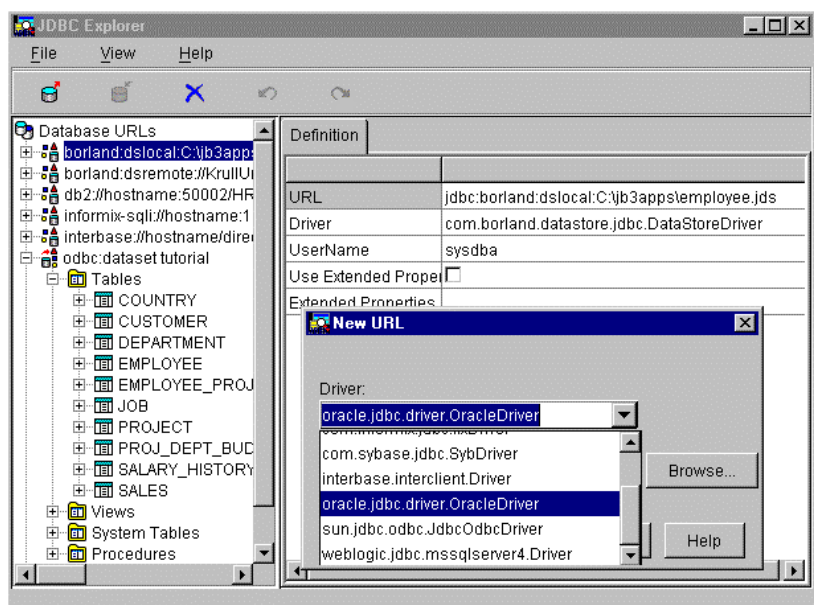 JDBC Explorer
File View Help
Database URLs
borland:dslocal:C:\jb3apps
borland:dsremote://KrullU
db2://hostname:50002/HR
informix-sqli://hostname:1
interbase://hostname/direc
odbc:dataset tutorial
Tables
COUNTRY
CUSTOMER
DEPARTMENT
EMPLOYEE
EMPLOYEE_PROJ
JOB
PROJECT
PROJ_DEPT_BUD
SALARY_HISTORY
SALES
Views
System Tables
Procedures
Definition
URL jdbc:borland:dslocal:C:\jb3apps\employee.jds
Driver com.borland.datastore.jdbc.DataStoreDriver
UserName sysdba
Use Extended Proper
Extended Properties
New URL
Driver:
oracle.jdbc.driver.OracleDriver
com.sybase.jdbc.SybDriver
interbase.interclient.Driver
oracle.jdbc.driver.OracleDriver
sun.jdbc.odbc.JdbcOdbcDriver
weblogic.jdbc.mssqlserver4.Driver
Browse...
Help